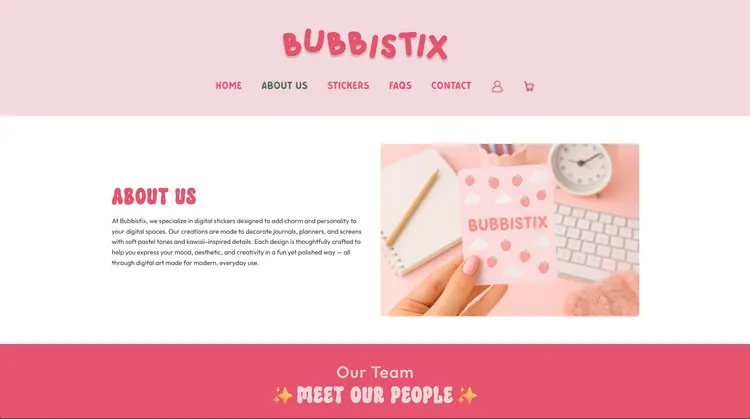 BUBBISTIX
HOME ABOUT US STICKERS FAQS CONTACT
ABOUT US
At Bubbistix, we specialize in digital stickers designed to add charm and personality to
your digital spaces. Our creations are made to decorate journals, planners, and screens
with soft pastel tones and kawaii-inspired details. Each design is thoughtfully crafted to
help you express your mood, aesthetic, and creativity in a fun yet polished way — all
through digital art made for modern, everyday use.
BUBBISTIX
Our Team
✨MEET OUR PEOPLE✨